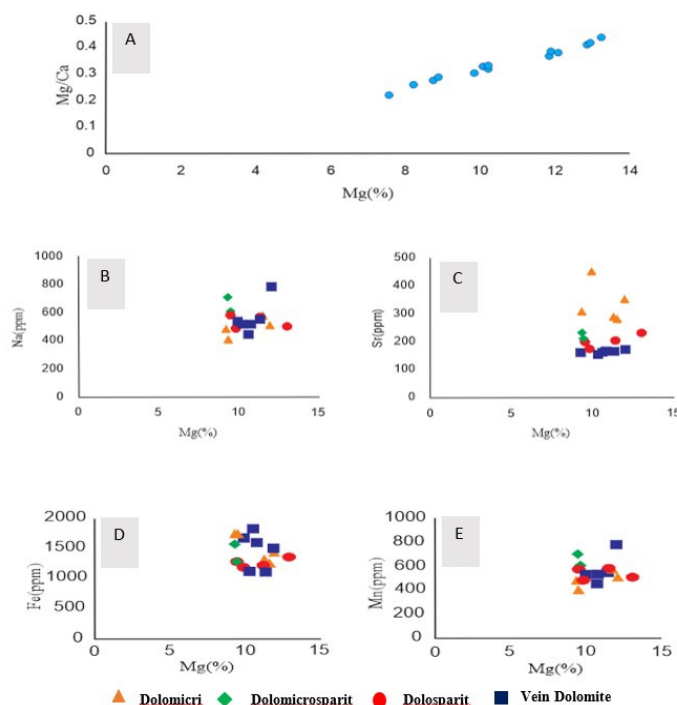 A
Mg/Ca
0.5
0.4
0.3
0.2
0.1
0
0 2 4 6 8 10 12 14
Mg(%)
B
Na(ppm)
1000
800
600
400
200
0
0 5 10 15
Mg(%)
C
Sr(ppm)
500
400
300
200
100
0
0 5 10 15
Mg(%)
D
Fe(ppm)
2000
1500
1000
500
0
0 5 10 15
Mg(%)
E
Mn(ppm)
1000
800
600
400
200
0
0 5 10 15
Mg(%)
Dolomicri Dolomicrosparit Dolosparit Vein Dolomite